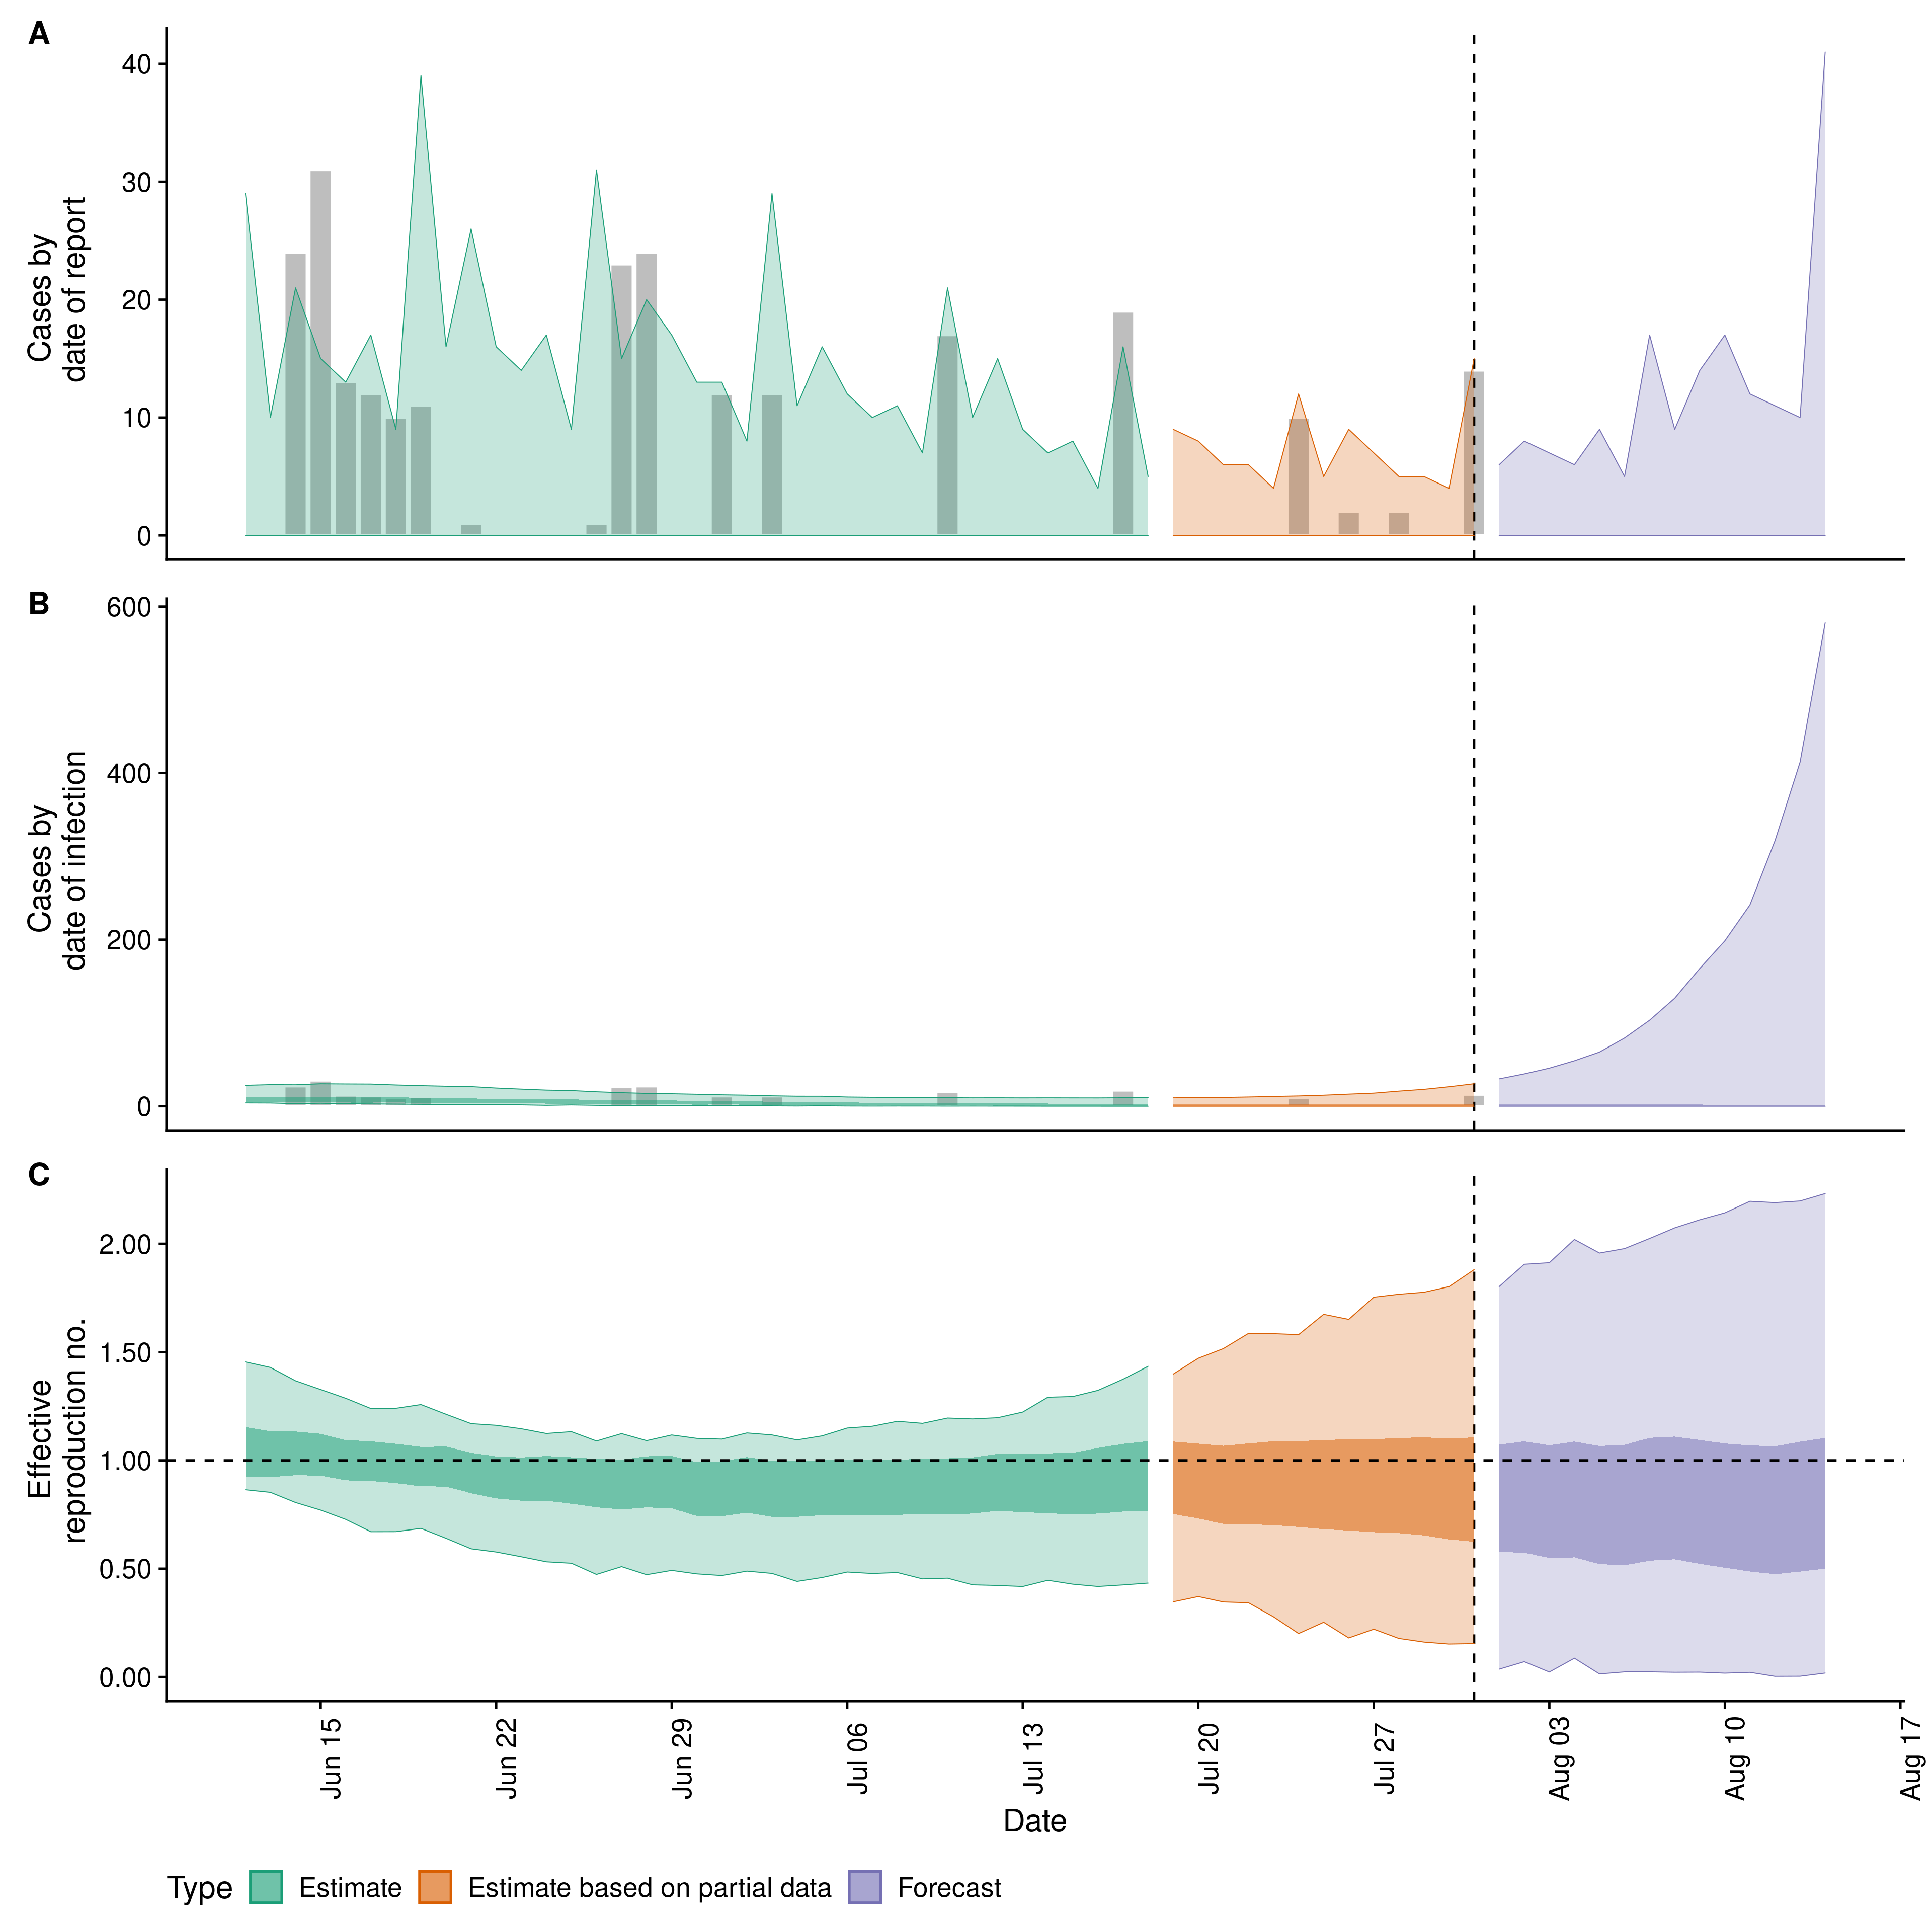 A
40
30
20
10
0
Cases by
date of report
B
600
400
200
0
Cases by
date of infection
C
2.00
1.50
1.00
0.50
0.00
Effective
reproduction no.
Jun 15
Jun 22
Jun 29
Jul 06
Jul 13
Jul 20
Jul 27
Aug 03
Aug 10
Aug 17
Date
Type Estimate Estimate based on partial data Forecast